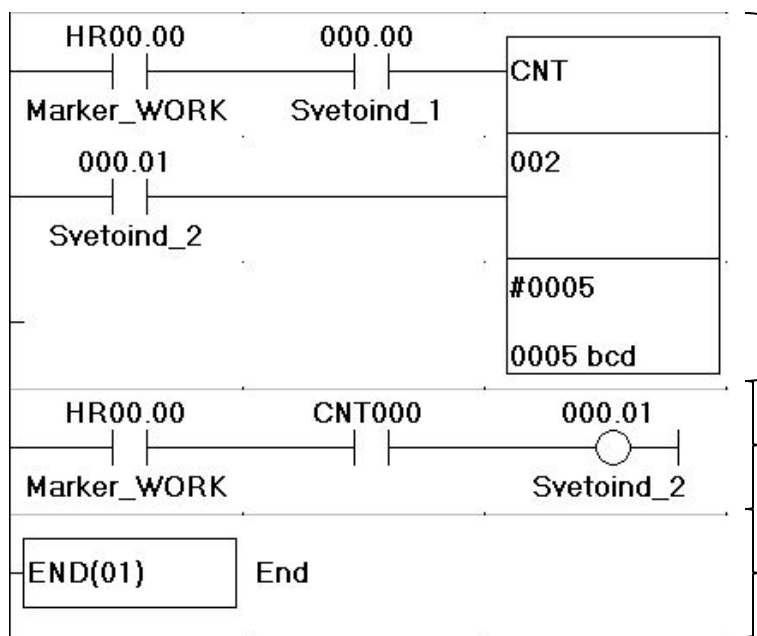 HR00.00 000.00
CNT
Marker_WORK Svetoind_1
000.01 002
Svetoind_2
#0005
0005 bcd
HR00.00 CNT000 000.01
Marker_WORK Svetoind_2
END(01) End